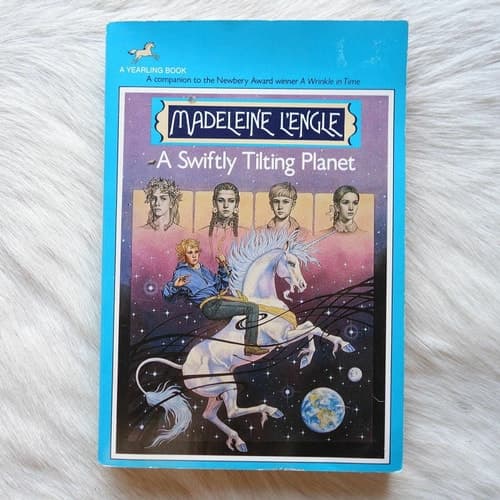 A YEARLING BOOK
A companion to the Newbery Award winner A Wrinkle in Time
MADELEINE L'ENGLE
A Swiftly Tilting Planet